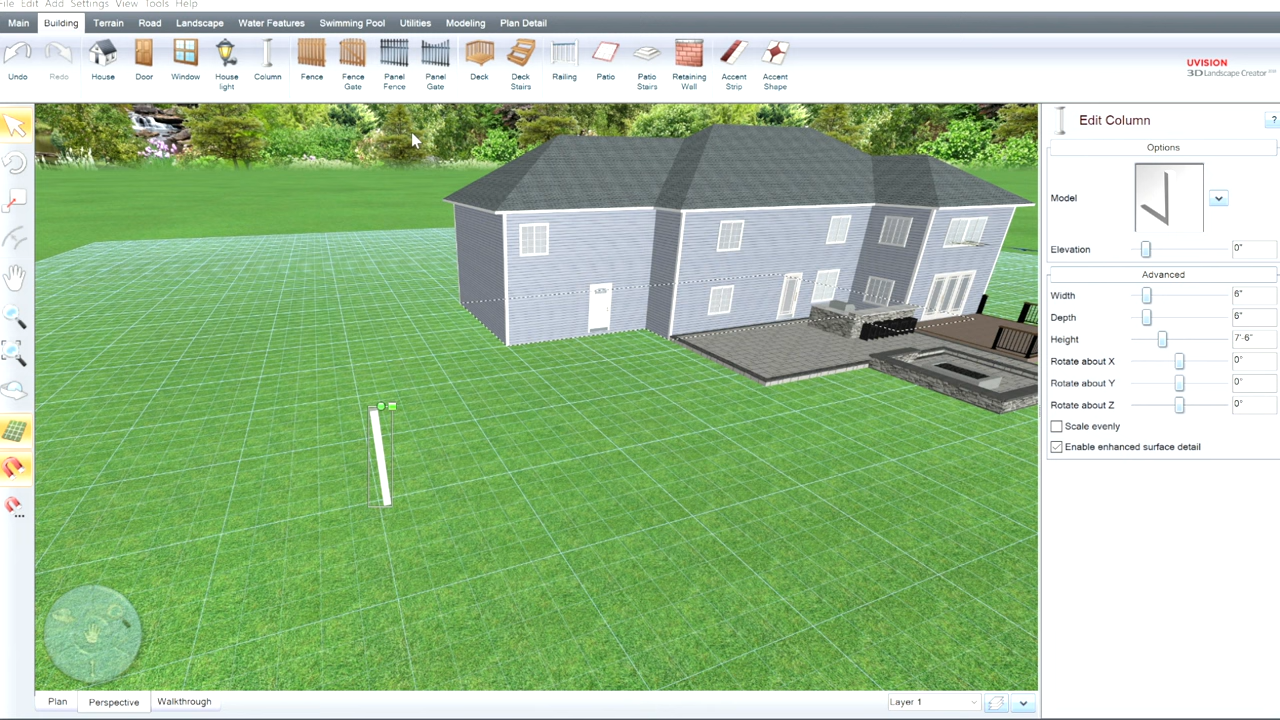 File Edit Add Settings View Tools Help
Main Building Terrain Road Landscape Water Features Swimming Pool Utilities Modeling Plan Detail
Undo Redo House Door Window House light Column Fence Fence Gate Panel Fence Panel Gate Deck Deck Stairs Railing Patio Patio Stairs Retaining Wall Accent Strip Accent Shape
UVISION
3D Landscape Creator
Edit Column ?
Options
Model
Elevation 0"
Advanced
Width 6"
Depth 6"
Height 7'-6"
Rotate about X 0°
Rotate about Y 0°
Rotate about Z 0°
Scale evenly
Enable enhanced surface detail
Plan Perspective Walkthrough Layer 1